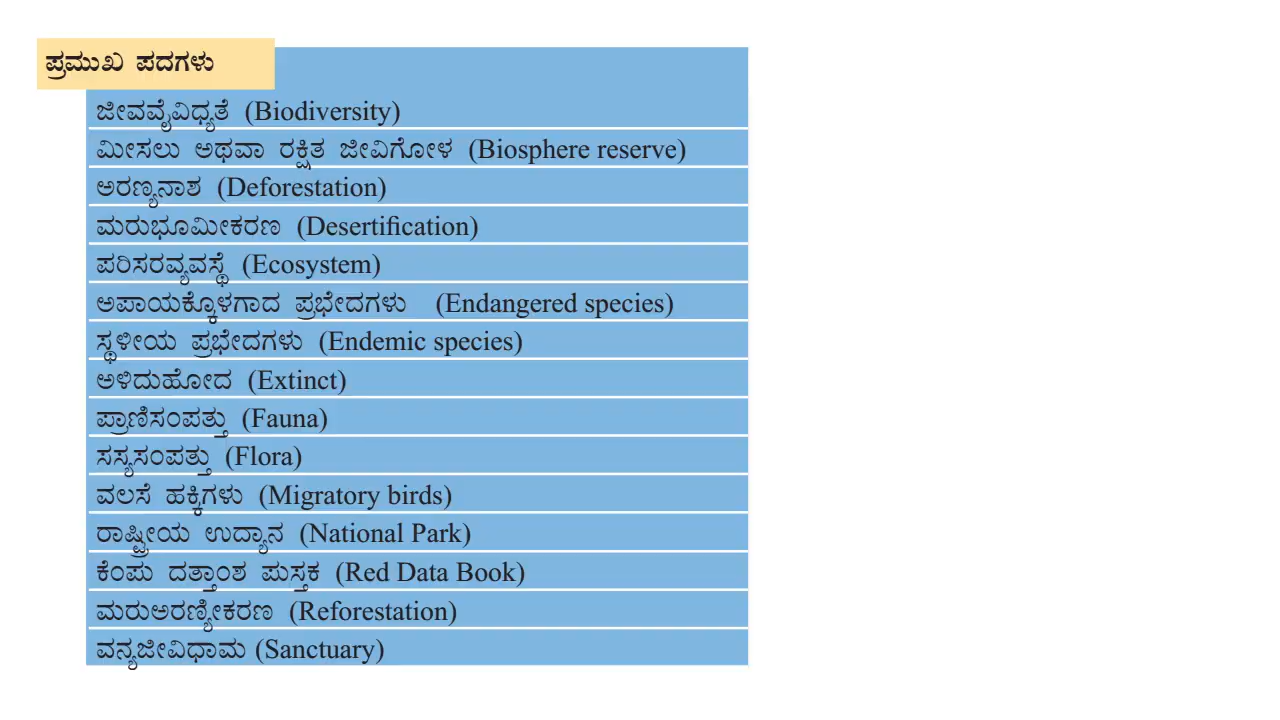 ಪ್ರಮುಖ ಪದಗಳು
ಜೀವವೈವಿಧ್ಯತೆ (Biodiversity)
ಮೀಸಲು ಅಥವಾ ರಕ್ಷಿತ ಜೀವಿಗೋಳ (Biosphere reserve)
ಅರಣ್ಯನಾಶ (Deforestation)
ಮರುಭೂಮೀಕರಣ (Desertification)
ಪರಿಸರವ್ಯವಸ್ಥೆ (Ecosystem)
ಅಪಾಯಕ್ಕೊಳಗಾದ ಪ್ರಭೇದಗಳು (Endangered species)
ಸ್ಥಳೀಯ ಪ್ರಭೇದಗಳು (Endemic species)
ಅಳಿದುಹೋದ (Extinct)
ಪ್ರಾಣಿಸಂಪತ್ತು (Fauna)
ಸಸ್ಯಸಂಪತ್ತು (Flora)
ವಲಸೆ ಹಕ್ಕಿಗಳು (Migratory birds)
ರಾಷ್ಟ್ರೀಯ ಉದ್ಯಾನ (National Park)
ಕೆಂಪು ದತ್ತಾಂಶ ಪುಸ್ತಕ (Red Data Book)
ಮರುಅರಣ್ಯೀಕರಣ (Reforestation)
ವನ್ಯಜೀವಿಧಾಮ (Sanctuary)